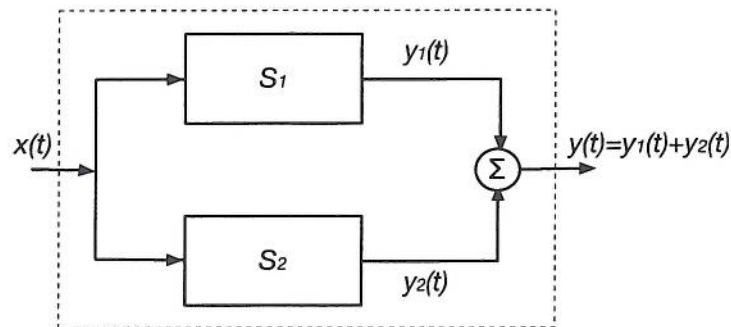 S1
y1(t)
x(t)
Σ
y(t)=y1(t)+y2(t)
S2
y2(t)